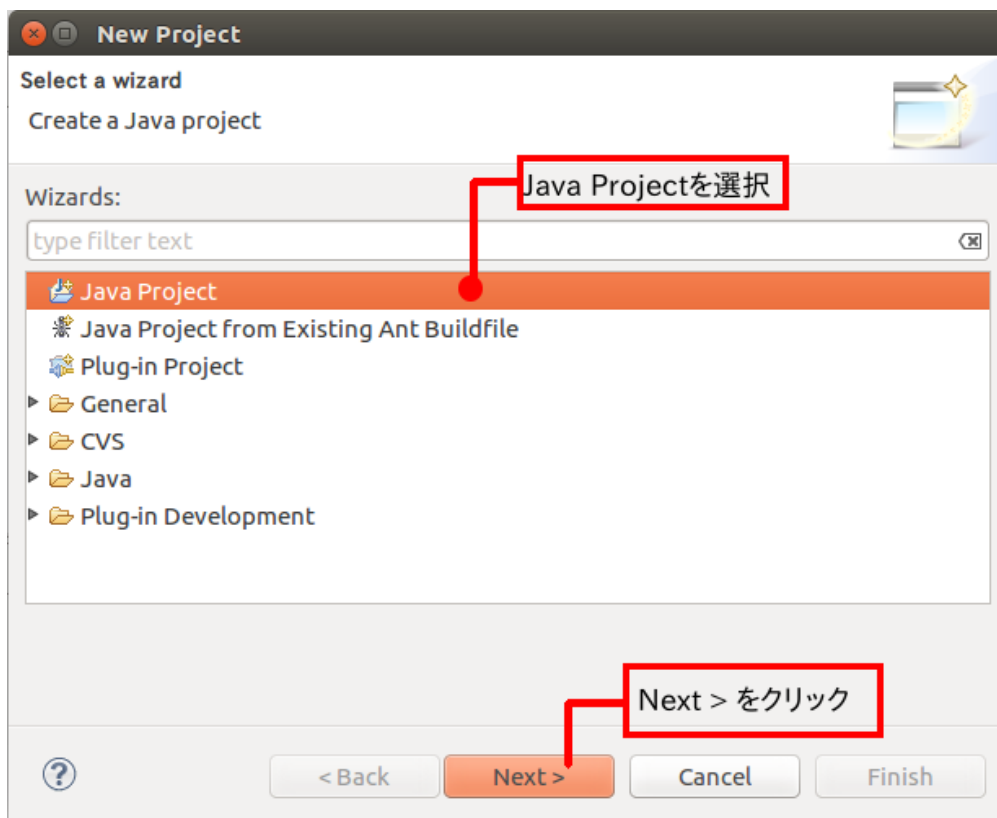 New Project
Select a wizard
Create a Java project
Java Projectを選択
Wizards:
type filter text
Java Project
Java Project from Existing Ant Buildfile
Plug-in Project
General
CVS
Java
Plug-in Development
Next > をクリック
? < Back Next > Cancel Finish